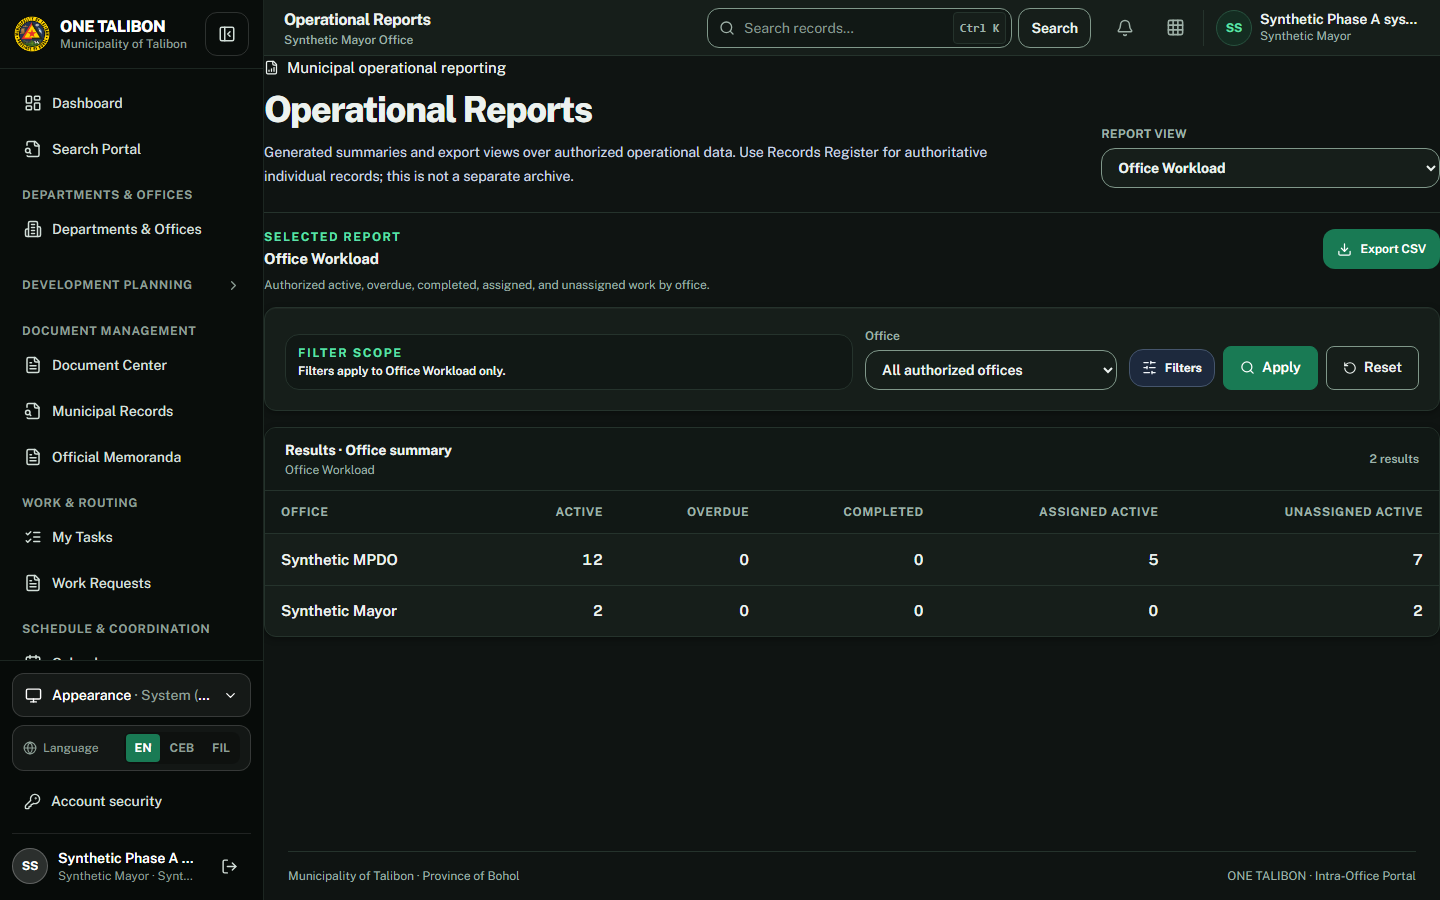 ONE TALIBON
Municipality of Talibon
Dashboard
Search Portal
DEPARTMENTS & OFFICES
Departments & Offices
DEVELOPMENT PLANNING
DOCUMENT MANAGEMENT
Document Center
Municipal Records
Official Memoranda
WORK & ROUTING
My Tasks
Work Requests
SCHEDULE & COORDINATION
Appearance · System (...
Language EN CEB FIL
Account security
SS Synthetic Phase A ...
Synthetic Mayor · Synt...
Operational Reports
Synthetic Mayor Office
Search records... Ctrl K Search
SS Synthetic Phase A sys...
Synthetic Mayor
Municipal operational reporting
Operational Reports
Generated summaries and export views over authorized operational data. Use Records Register for authoritative
individual records; this is not a separate archive.
REPORT VIEW
Office Workload
SELECTED REPORT
Office Workload
Authorized active, overdue, completed, assigned, and unassigned work by office.
Export CSV
FILTER SCOPE
Filters apply to Office Workload only.
Office
All authorized offices
Filters Apply Reset
Results · Office summary
Office Workload
2 results
OFFICE ACTIVE OVERDUE COMPLETED ASSIGNED ACTIVE UNASSIGNED ACTIVE
Synthetic MPDO 12 0 0 5 7
Synthetic Mayor 2 0 0 0 2
Municipality of Talibon · Province of Bohol
ONE TALIBON · Intra-Office Portal